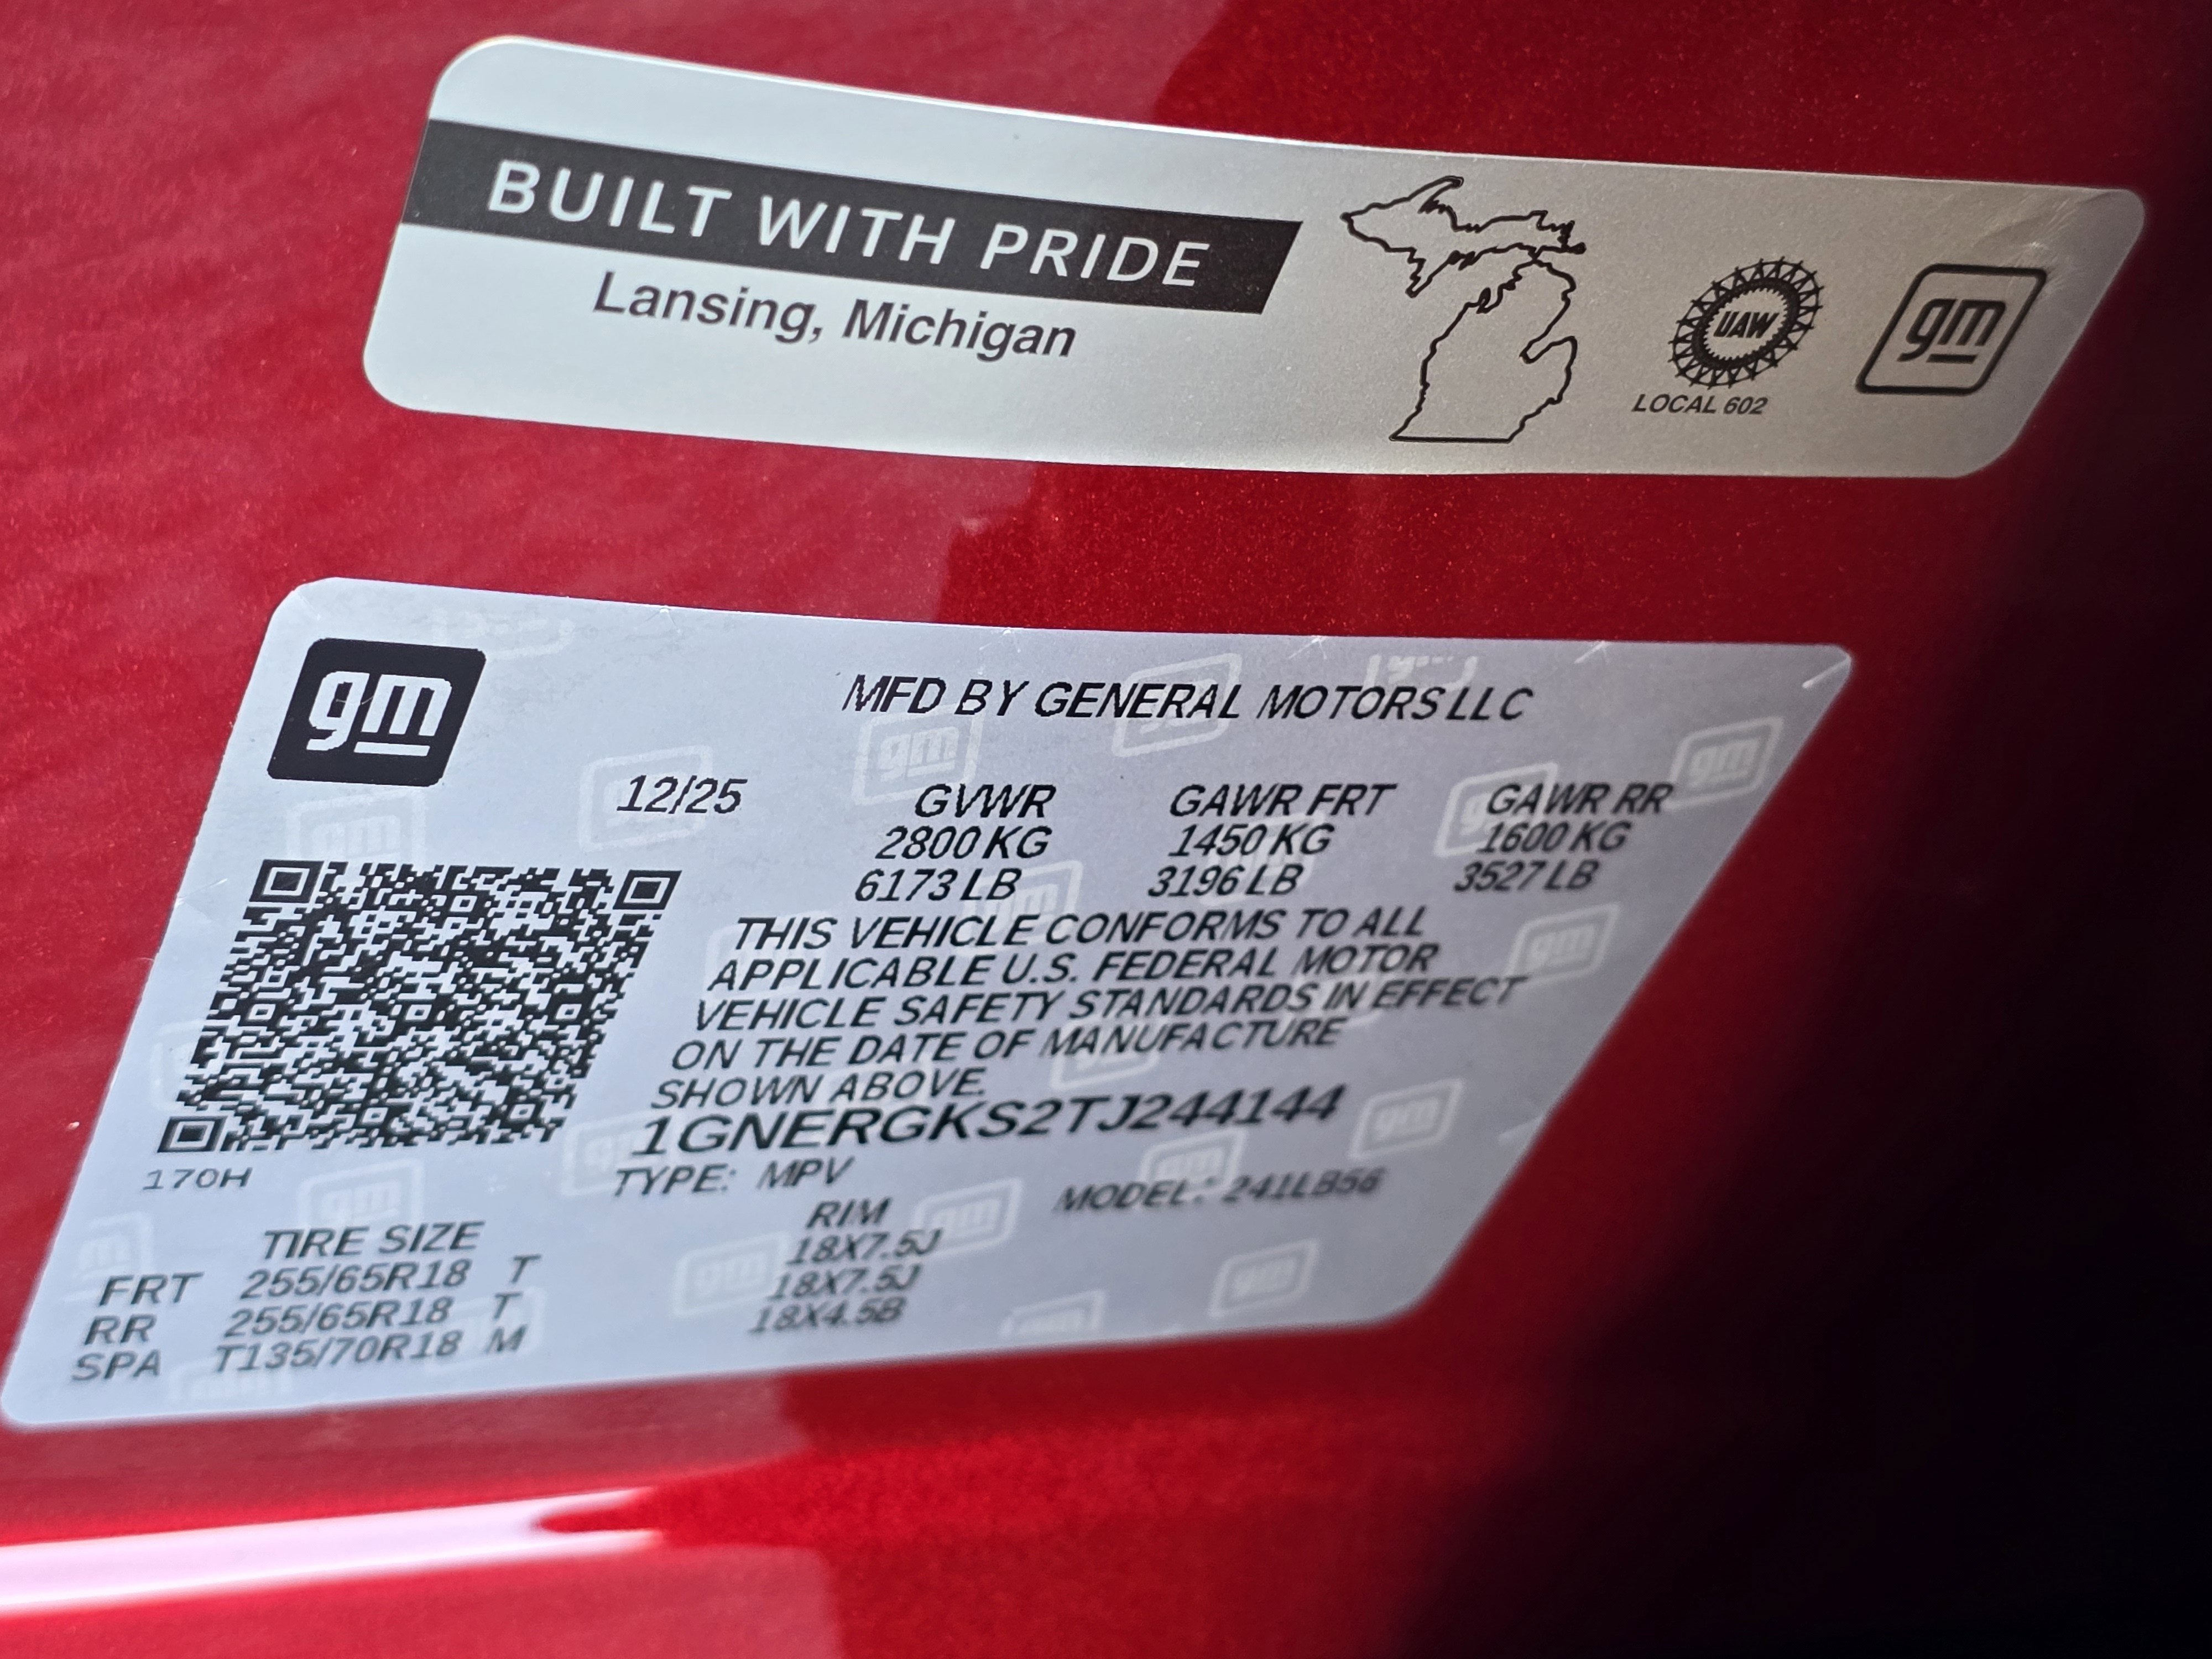 BUILT WITH PRIDE
Lansing, Michigan
UAW
LOCAL 602
gm
gm
MFD BY GENERAL MOTORS LLC
12/25 GVWR GAWR FRT GAWR RR
2800 KG 1450 KG 1600 KG
6173 LB 3196 LB 3527 LB
THIS VEHICLE CONFORMS TO ALL
APPLICABLE U.S. FEDERAL MOTOR
VEHICLE SAFETY STANDARDS IN EFFECT
ON THE DATE OF MANUFACTURE
SHOWN ABOVE.
1GNERGKS2TJ244144
170H
TYPE: MPV MODEL: 241LB56
TIRE SIZE RIM
FRT 255/65R18 T 18X7.5J
RR 255/65R18 T 18X7.5J
SPA T135/70R18 M 18X4.5B